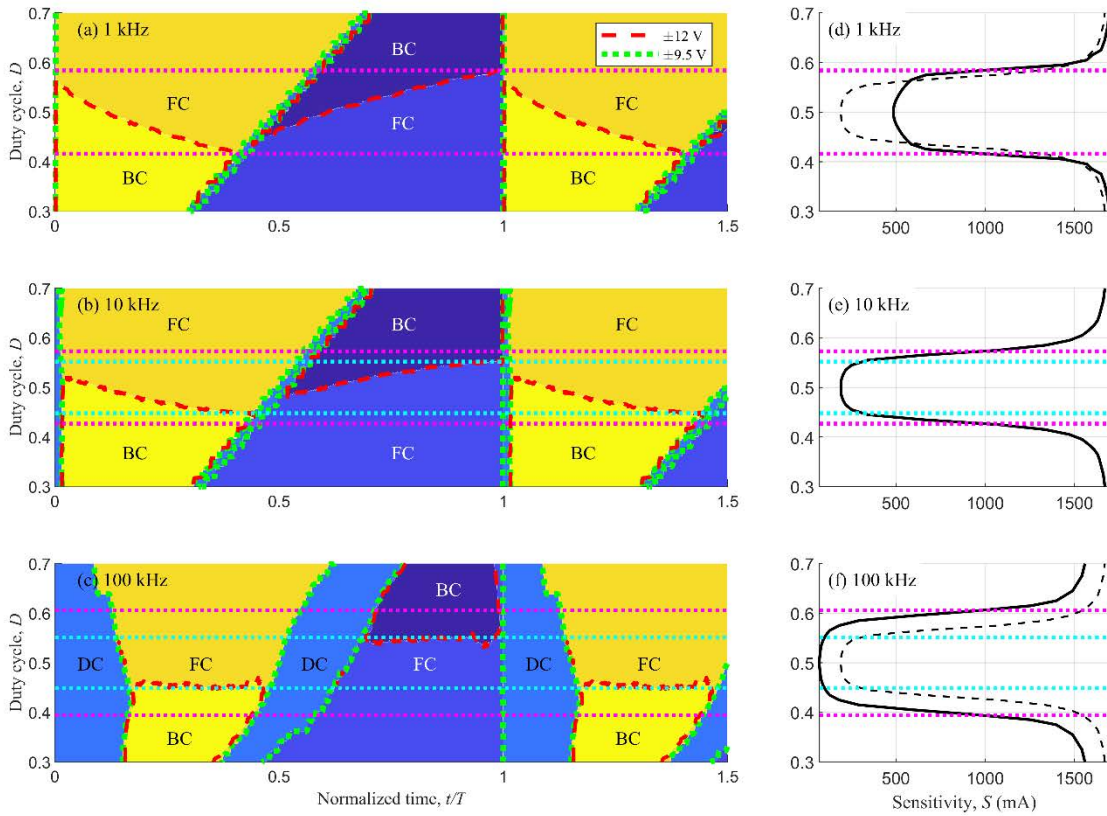 (a) 1 kHz
BC
FC
FC
FC
BC
BC
±12 V
±9.5 V
Duty cycle, D
0.7
0.6
0.5
0.4
0.3
0
0.5
1
1.5
(d) 1 kHz
0.7
0.6
0.5
0.4
0.3
500
1000
1500
(b) 10 kHz
FC
BC
FC
BC
FC
BC
Duty cycle, D
0.7
0.6
0.5
0.4
0.3
0
0.5
1
1.5
(e) 10 kHz
0.7
0.6
0.5
0.4
0.3
500
1000
1500
(c) 100 kHz
BC
DC
FC
DC
FC
DC
FC
BC
BC
Duty cycle, D
0.7
0.6
0.5
0.4
0.3
0
0.5
1
1.5
Normalized time, t/T
(f) 100 kHz
0.7
0.6
0.5
0.4
0.3
500
1000
1500
Sensitivity, S (mA)